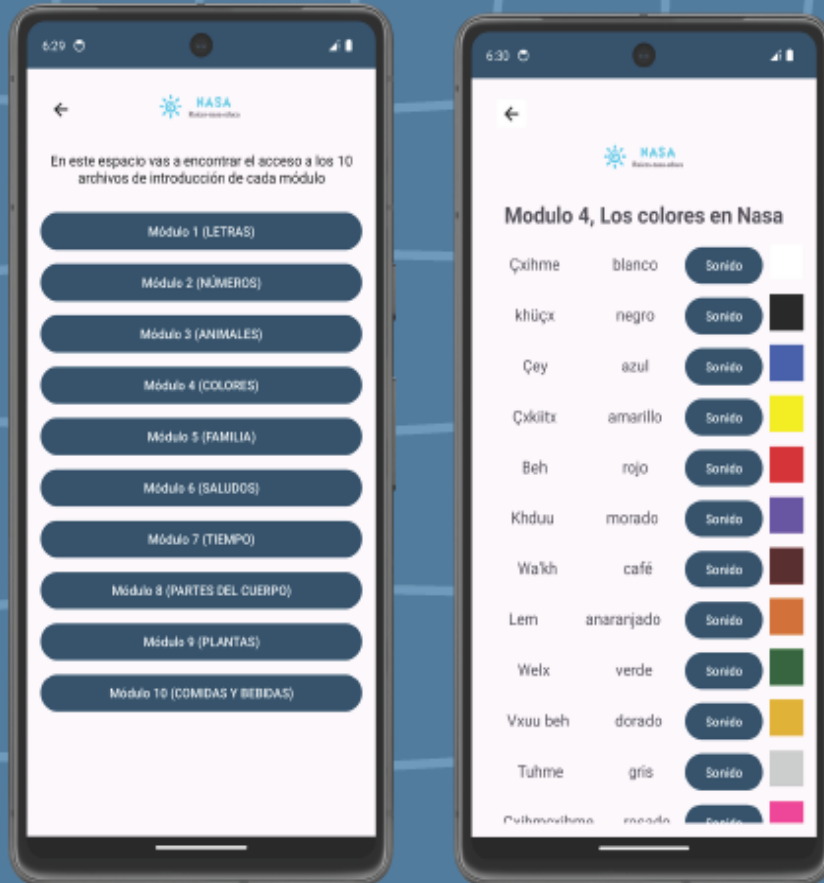 6:29
NASA
En este espacio vas a encontrar el acceso a los 10
archivos de introducción de cada módulo
Módulo 1 (LETRAS)
Módulo 2 (NÚMEROS)
Módulo 3 (ANIMALES)
Módulo 4 (COLORES)
Módulo 5 (FAMILIA)
Módulo 6 (SALUDOS)
Módulo 7 (TIEMPO)
Módulo 8 (PARTES DEL CUERPO)
Módulo 9 (PLANTAS)
Módulo 10 (COMIDAS Y BEBIDAS)
6:30
NASA
Modulo 4, Los colores en Nasa
Çxihme blanco Sonido
khüçx negro Sonido
Çey azul Sonido
Çxkiitx amarillo Sonido
Beh rojo Sonido
Khduu morado Sonido
Wa'kh café Sonido
Lem anaranjado Sonido
Welx verde Sonido
Vxuu beh dorado Sonido
Tuhme gris Sonido
rosado Sonido